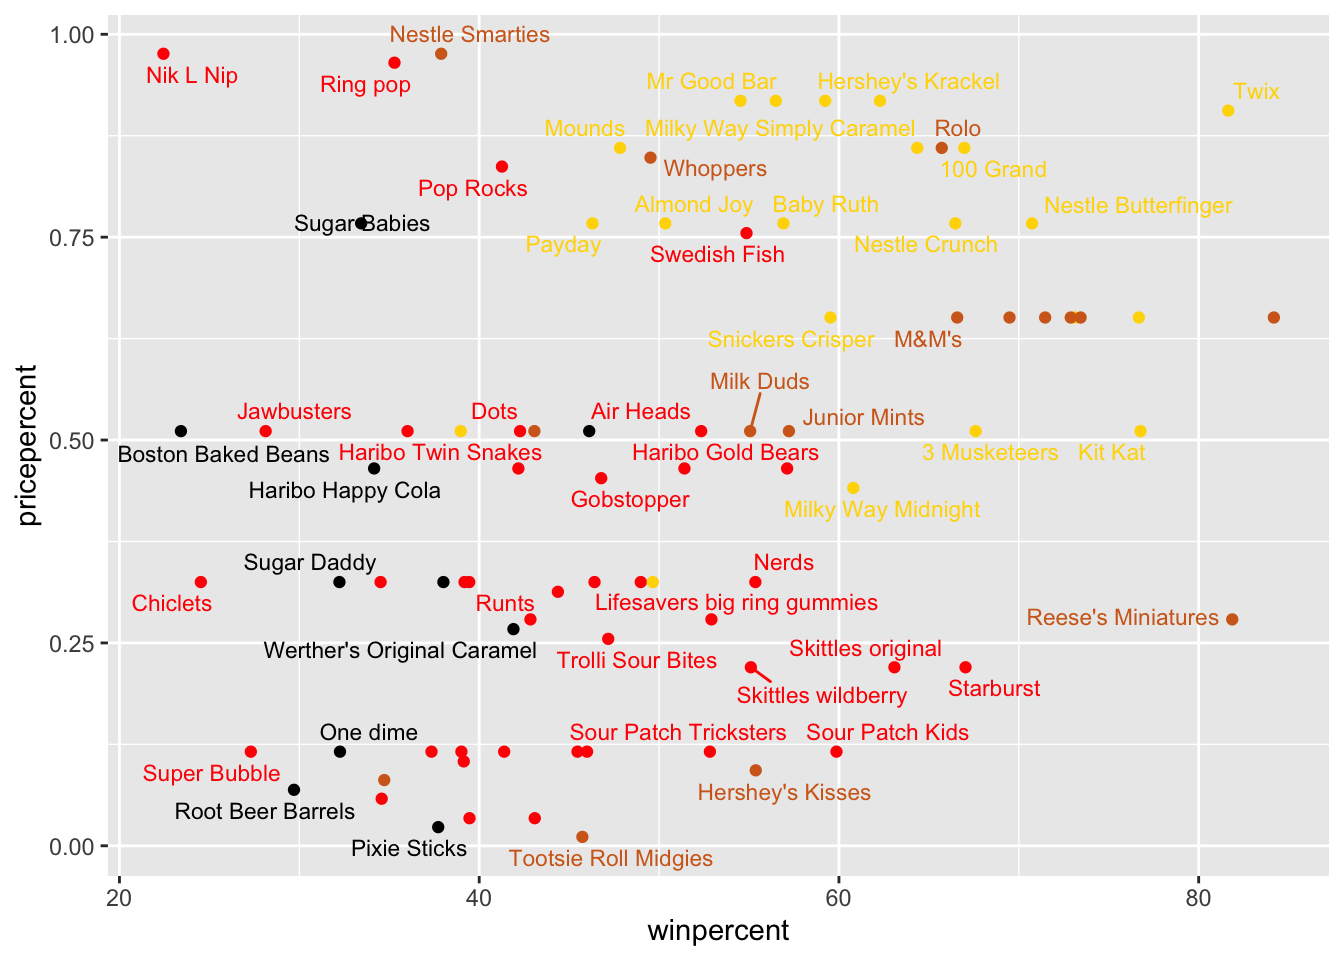 1.00
Nestle Smarties
Nik L Nip
Ring pop
Mr Good Bar
Hershey's Krackel
Twix
Mounds
Milky Way Simply Caramel
Rolo
Whoppers
100 Grand
Pop Rocks
Almond Joy
Baby Ruth
Nestle Butterfinger
Sugar Babies
0.75
Payday
Swedish Fish
Nestle Crunch
Snickers Crisper
M&M's
Milk Duds
Jawbusters
Dots
Air Heads
Junior Mints
0.50
Boston Baked Beans
Haribo Twin Snakes
Haribo Gold Bears
3 Musketeers
Kit Kat
Haribo Happy Cola
Gobstopper
Milky Way Midnight
Sugar Daddy
Nerds
Chiclets
Runts
Lifesavers big ring gummies
Reese's Miniatures
0.25
Werther's Original Caramel
Trolli Sour Bites
Skittles original
Skittles wildberry
Starburst
One dime
Sour Patch Tricksters
Sour Patch Kids
Super Bubble
Hershey's Kisses
Root Beer Barrels
0.00
Pixie Sticks
Tootsie Roll Midgies
20
40
60
80
winpercent
pricepercent